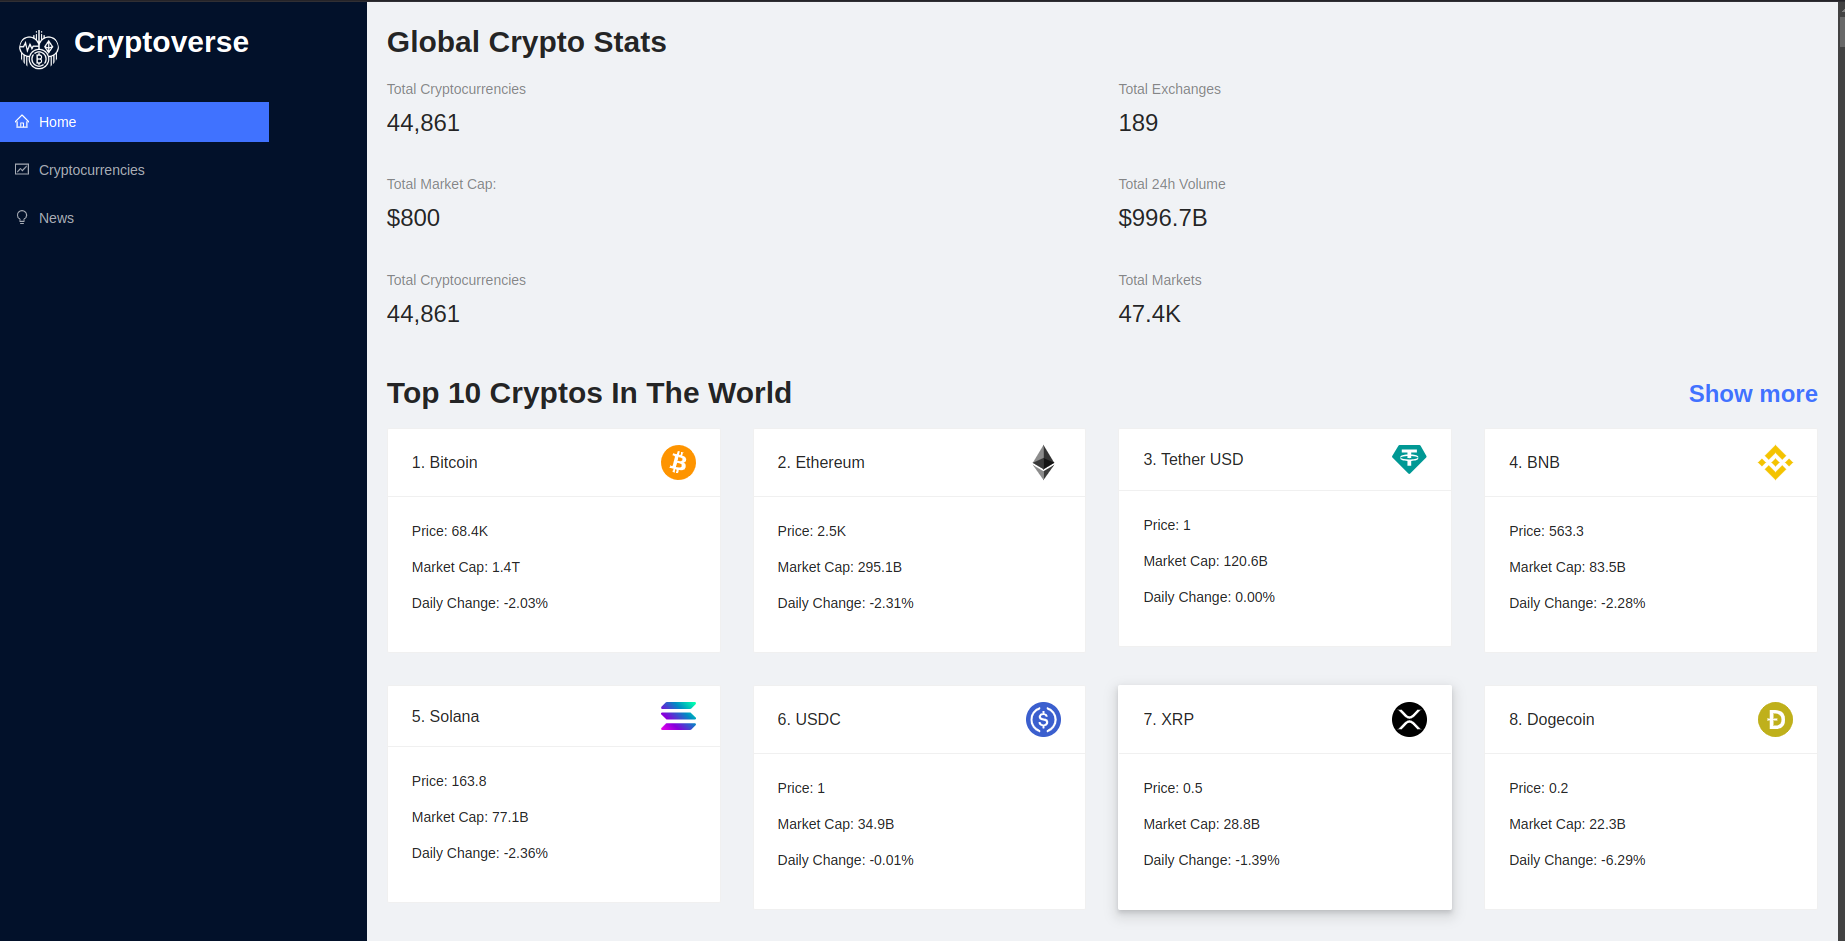 Cryptoverse
Home
Cryptocurrencies
News
Global Crypto Stats
Total Cryptocurrencies
44,861
Total Exchanges
189
Total Market Cap:
$800
Total 24h Volume
$996.7B
Total Cryptocurrencies
44,861
Total Markets
47.4K
Top 10 Cryptos In The World
Show more
1. Bitcoin
Price: 68.4K
Market Cap: 1.4T
Daily Change: -2.03%
2. Ethereum
Price: 2.5K
Market Cap: 295.1B
Daily Change: -2.31%
3. Tether USD
Price: 1
Market Cap: 120.6B
Daily Change: 0.00%
4. BNB
Price: 563.3
Market Cap: 83.5B
Daily Change: -2.28%
5. Solana
Price: 163.8
Market Cap: 77.1B
Daily Change: -2.36%
6. USDC
Price: 1
Market Cap: 34.9B
Daily Change: -0.01%
7. XRP
Price: 0.5
Market Cap: 28.8B
Daily Change: -1.39%
8. Dogecoin
Price: 0.2
Market Cap: 22.3B
Daily Change: -6.29%